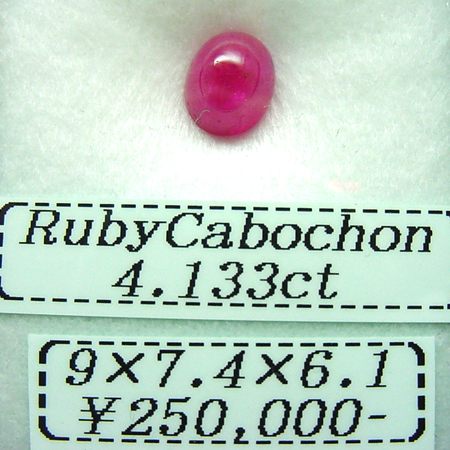 RubyCabochon
4.133ct
9×7.4×6.1
¥250,000-